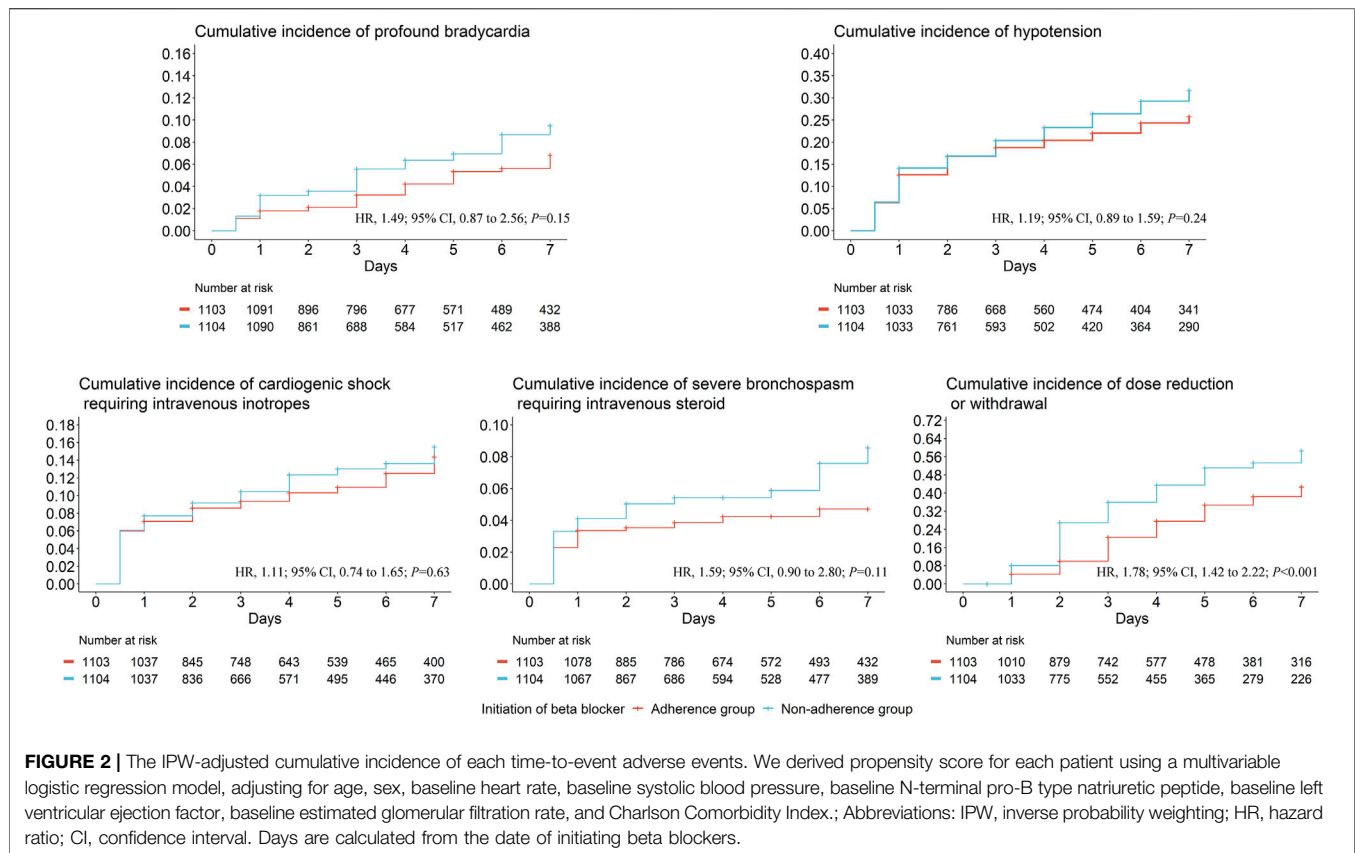 Cumulative incidence of profound bradycardia
0.16
0.14
0.12
0.10
0.08
0.06
0.04
0.02
0.00
HR, 1.49; 95% CI, 0.87 to 2.56; P=0.15
0 1 2 3 4 5 6 7
Days
Number at risk
1103 1091 896 796 677 571 489 432
1104 1090 861 688 584 517 462 388
Cumulative incidence of hypotension
0.40
0.35
0.30
0.25
0.20
0.15
0.10
0.05
0.00
HR, 1.19; 95% CI, 0.89 to 1.59; P=0.24
0 1 2 3 4 5 6 7
Days
Number at risk
1103 1033 786 668 560 474 404 341
1104 1033 761 593 502 420 364 290
Cumulative incidence of cardiogenic shock
requiring intravenous inotropes
0.18
0.16
0.14
0.12
0.10
0.08
0.06
0.04
0.02
0.00
HR, 1.11; 95% CI, 0.74 to 1.65; P=0.63
0 1 2 3 4 5 6 7
Days
Number at risk
1103 1037 845 748 643 539 465 400
1104 1037 836 666 571 495 446 370
Cumulative incidence of severe bronchospasm
requiring intravenous steroid
0.10
0.08
0.06
0.04
0.02
0.00
HR, 1.59; 95% CI, 0.90 to 2.80; P=0.11
0 1 2 3 4 5 6 7
Days
Number at risk
1103 1078 885 786 674 572 493 432
1104 1067 867 686 594 528 477 389
Cumulative incidence of dose reduction
or withdrawal
0.72
0.64
0.56
0.48
0.40
0.32
0.24
0.16
0.08
0.00
HR, 1.78; 95% CI, 1.42 to 2.22; P<0.001
0 1 2 3 4 5 6 7
Days
Number at risk
1103 1010 879 742 577 478 381 316
1104 1033 775 552 455 365 279 226
Initiation of beta blocker Adherence group Non-adherence group
FIGURE 2 | The IPW-adjusted cumulative incidence of each time-to-event adverse events. We derived propensity score for each patient using a multivariable
logistic regression model, adjusting for age, sex, baseline heart rate, baseline systolic blood pressure, baseline N-terminal pro-B type natriuretic peptide, baseline left
ventricular ejection factor, baseline estimated glomerular filtration rate, and Charlson Comorbidity Index.; Abbreviations: IPW, inverse probability weighting; HR, hazard
ratio; CI, confidence interval. Days are calculated from the date of initiating beta blockers.